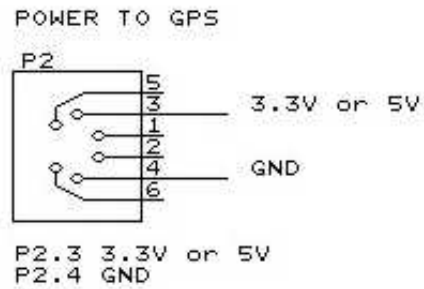 POWER TO GPS
P2
5
3 3.3V or 5V
1
2
4 GND
6
P2.3 3.3V or 5V
P2.4 GND